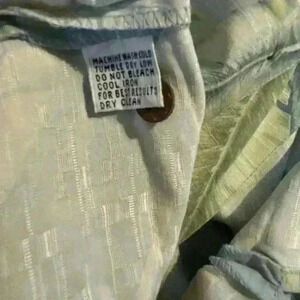 MACHINE WASH COLD
TUMBLE DRY LOW
DO NOT BLEACH
COOL IRON
FOR BEST RESULTS
DRY CLEAN